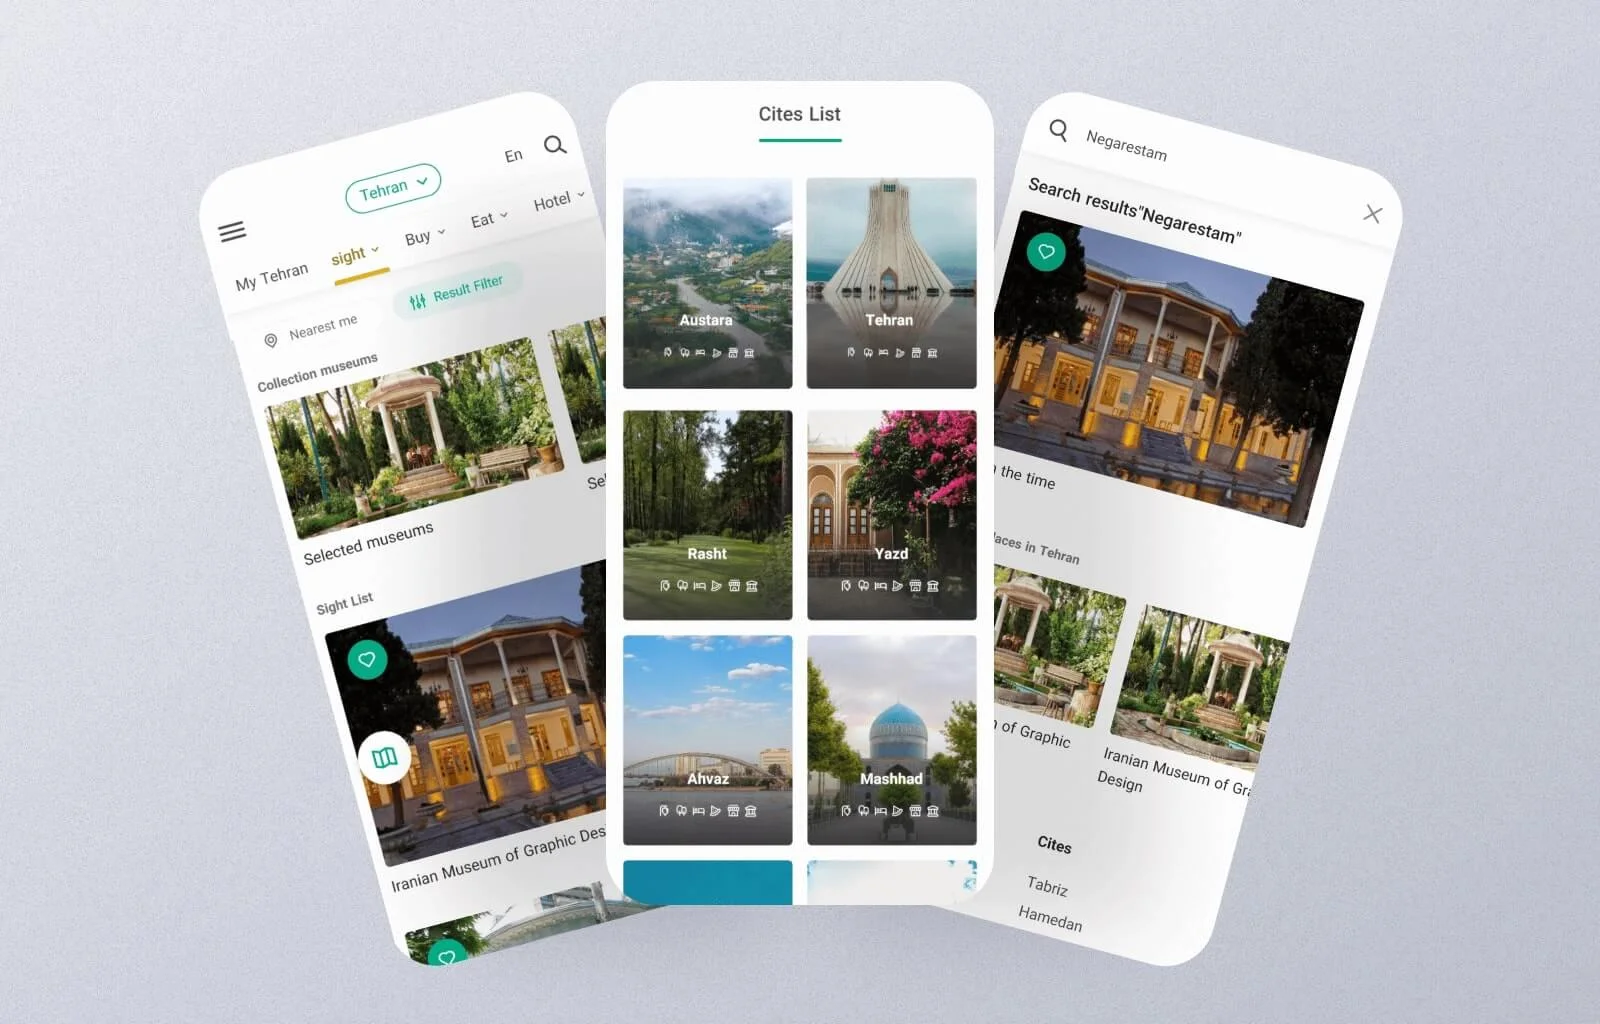 En
Tehran
My Tehran
sight
Buy
Eat
Hotel
Nearest me
Result Filter
Collection museums
Selected museums
Sel
Sight List
Iranian Museum of Graphic Des
Cites List
Austara
Tehran
Rasht
Yazd
Ahvaz
Mashhad
Negarestam
Search results"Negarestam"
the time
laces in Tehran
of Graphic
Iranian Museum of Gra
Design
Cites
Tabriz
Hamedan